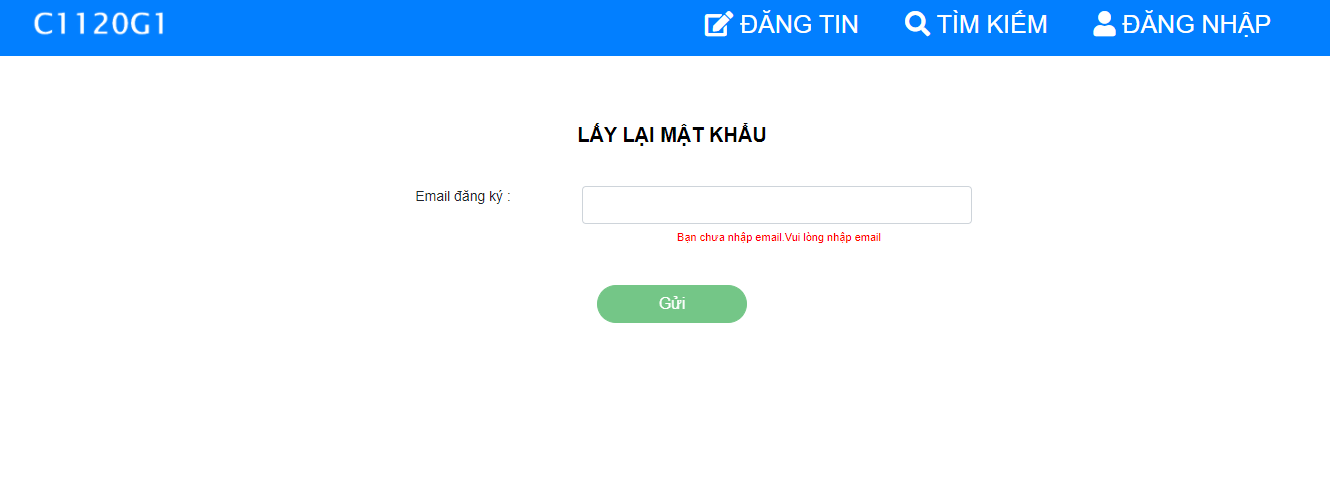 C1120G1 ĐĂNG TIN TÌM KIẾM ĐĂNG NHẬP
LẤY LẠI MẬT KHẨU
Email đăng ký :
Bạn chưa nhập email.Vui lòng nhập email
Gửi